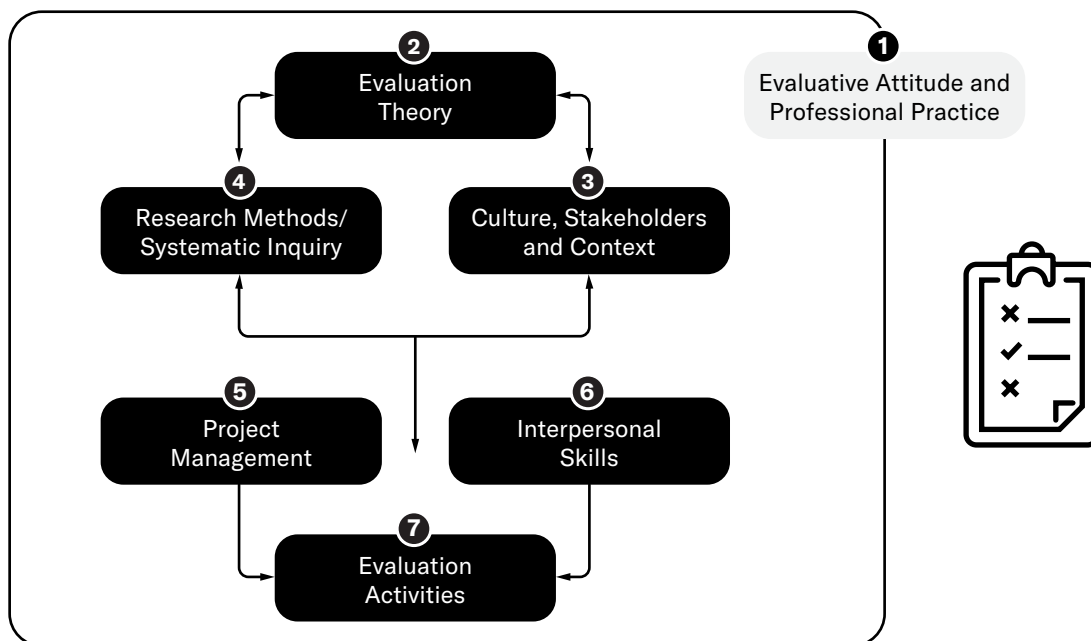 2
Evaluation
Theory
1
Evaluative Attitude and
Professional Practice
4
Research Methods/
Systematic Inquiry
3
Culture, Stakeholders
and Context
5
Project
Management
6
Interpersonal
Skills
7
Evaluation
Activities